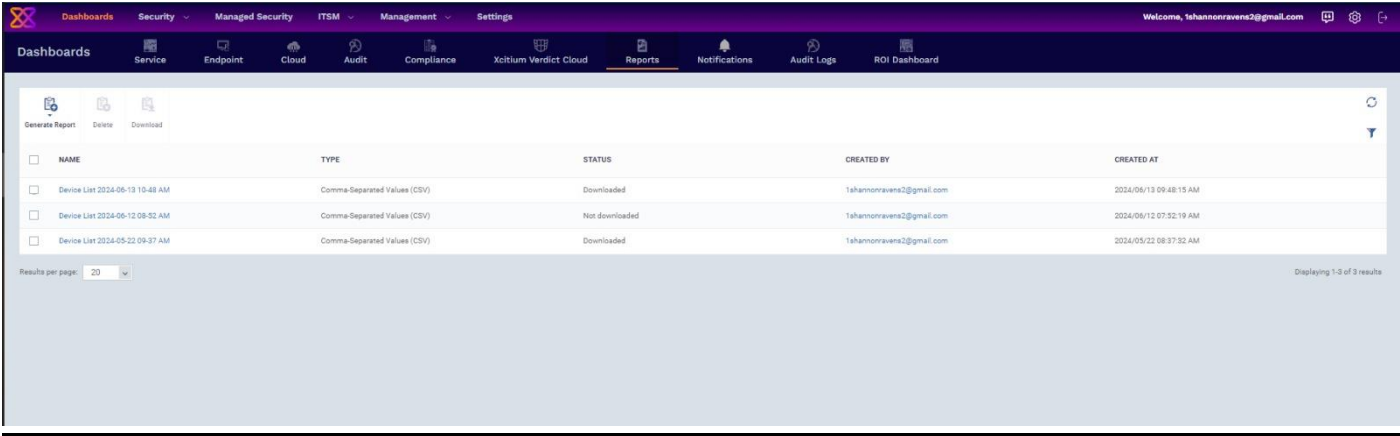 Dashboards Security Managed Security ITSM Management Settings Welcome, 1shannonravens2@gmail.com
Dashboards Service Endpoint Cloud Audit Compliance Xcitium Verdict Cloud Reports Notifications Audit Logs ROI Dashboard
Generate Report Delete Download
NAME TYPE STATUS CREATED BY CREATED AT
Device List 2024-06-13 10-48 AM Comma-Separated Values (CSV) Downloaded 1shannonravens2@gmail.com 2024/06/13 09:48:15 AM
Device List 2024-06-12 08-52 AM Comma-Separated Values (CSV) Not downloaded 1shannonravens2@gmail.com 2024/06/12 07:52:19 AM
Device List 2024-05-22 09-37 AM Comma-Separated Values (CSV) Downloaded 1shannonravens2@gmail.com 2024/05/22 08:37:32 AM
Results per page: 20 Displaying 1-3 of 3 results